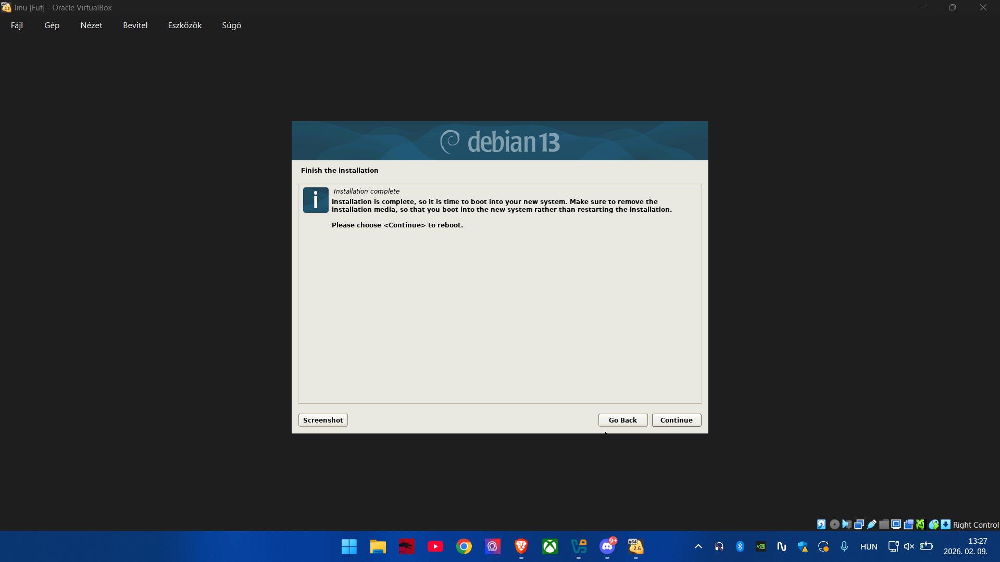 linu [Fut] - Oracle VirtualBox
Fájl Gép Nézet Bevitel Eszközök Súgó
debian 13
Finish the installation
i
Installation complete
Installation is complete, so it is time to boot into your new system. Make sure to remove the
installation media, so that you boot into the new system rather than restarting the installation.
Please choose <Continue> to reboot.
Screenshot Go Back Continue
Right Control
9+
x64
2.6
HUN
13:27
2026. 02. 09.